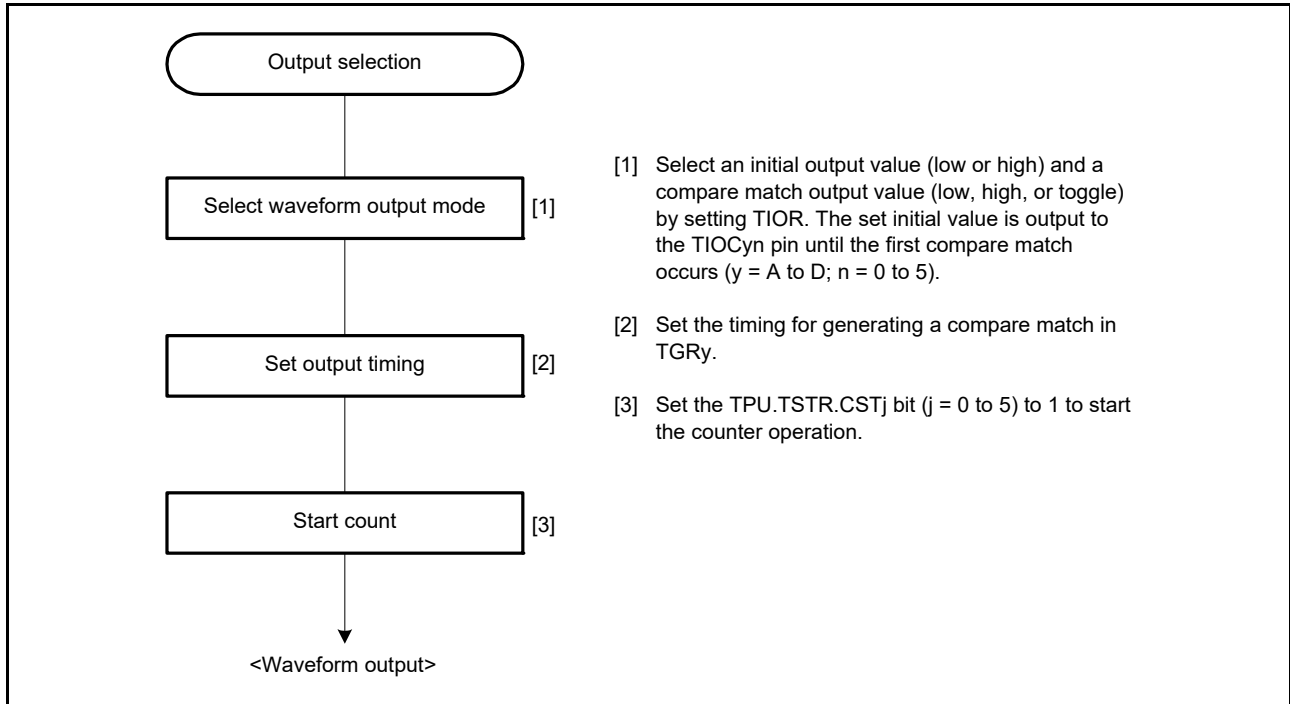 Output selection
Select waveform output mode [1]
Set output timing [2]
Start count [3]
<Waveform output>
[1] Select an initial output value (low or high) and a
compare match output value (low, high, or toggle)
by setting TIOR. The set initial value is output to
the TIOCyn pin until the first compare match
occurs (y = A to D; n = 0 to 5).
[2] Set the timing for generating a compare match in
TGRy.
[3] Set the TPU.TSTR.CSTj bit (j = 0 to 5) to 1 to start
the counter operation.